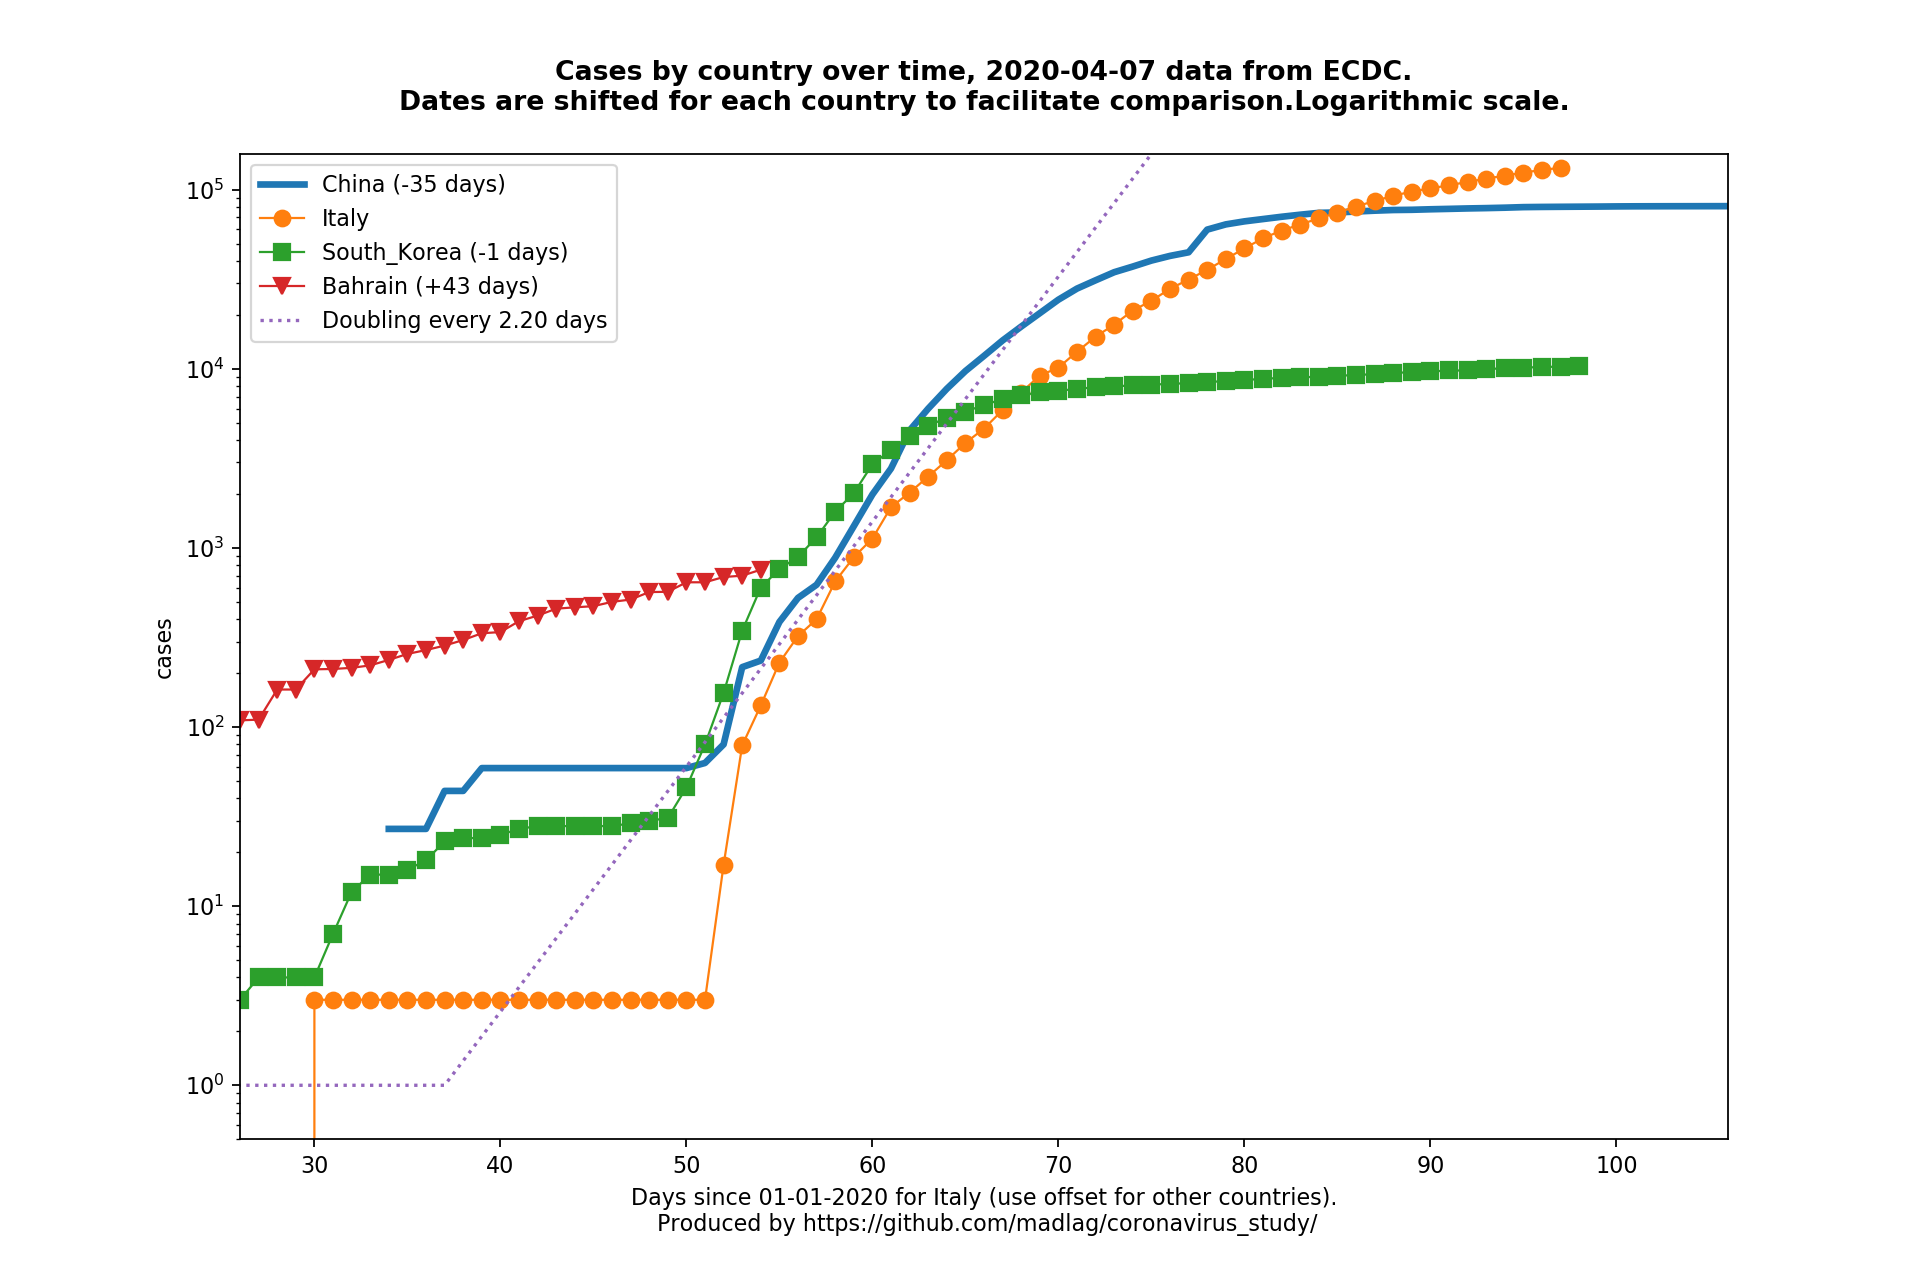 Cases by country over time, 2020-04-07 data from ECDC.
Dates are shifted for each country to facilitate comparison.Logarithmic scale.
China (-35 days)
Italy
South_Korea (-1 days)
Bahrain (+43 days)
Doubling every 2.20 days
10^5
10^4
10^3
10^2
10^1
10^0
cases
30 40 50 60 70 80 90 100
Days since 01-01-2020 for Italy (use offset for other countries).
Produced by https://github.com/madlag/coronavirus_study/